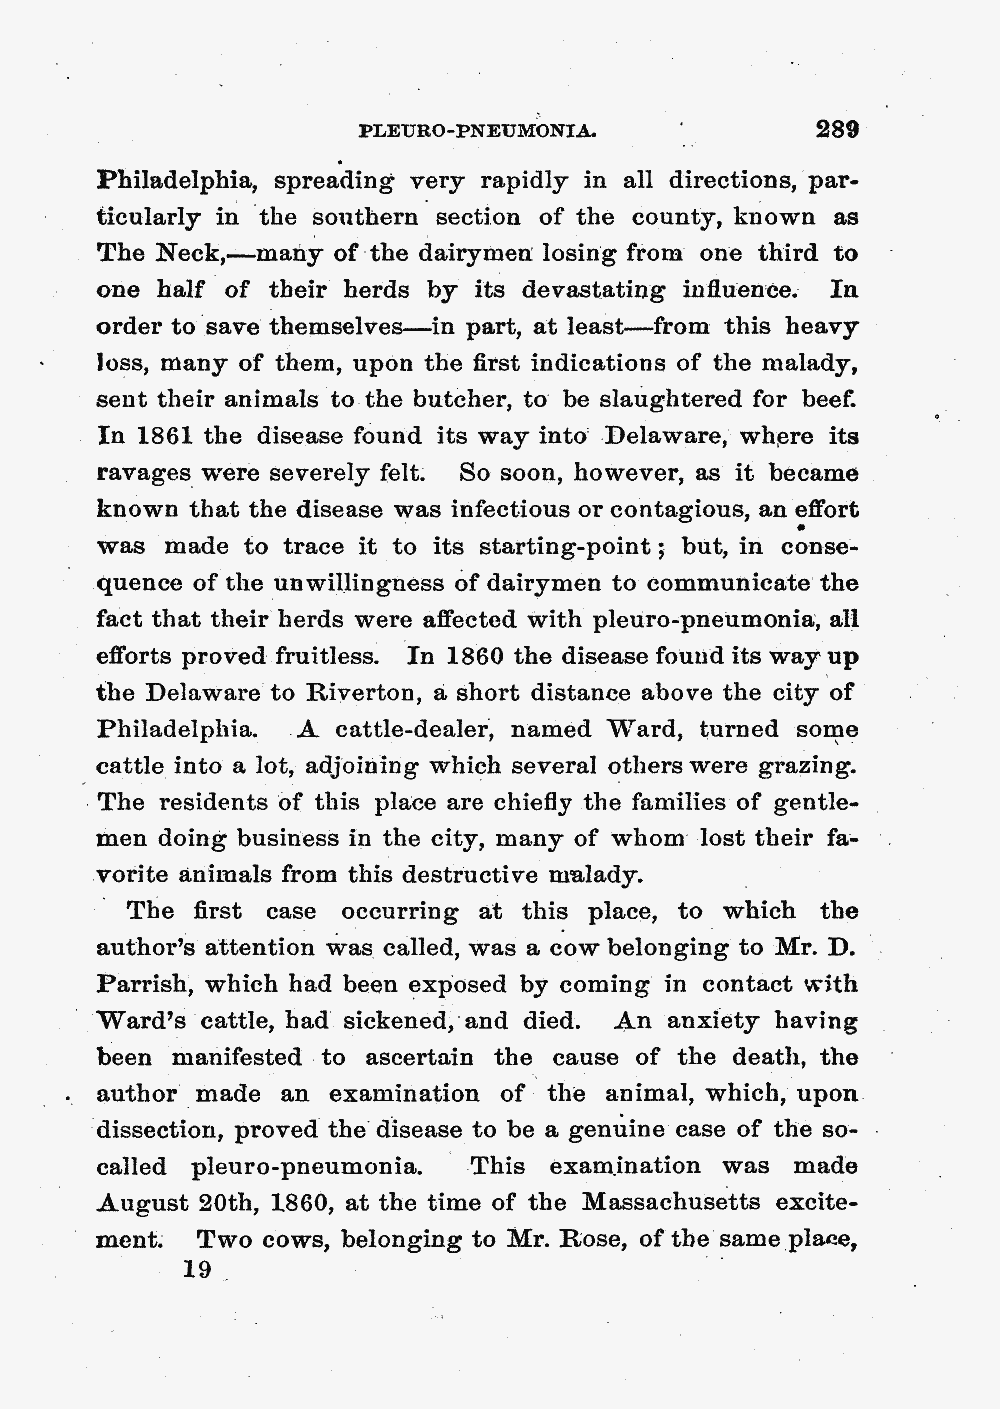 PLEURO-PNEUMONIA. 289
Philadelphia, spreading very rapidly in all directions, par-
ticularly in the southern section of the county, known as
The Neck,—many of the dairymen losing from one third to
one half of their herds by its devastating influence. In
order to save themselves—in part, at least—from this heavy
loss, many of them, upon the first indications of the malady,
sent their animals to the butcher, to be slaughtered for beef.
In 1861 the disease found its way into Delaware, where its
ravages were severely felt. So soon, however, as it became
known that the disease was infectious or contagious, an effort
was made to trace it to its starting-point; but, in conse-
quence of the unwillingness of dairymen to communicate the
fact that their herds were affected with pleuro-pneumonia, all
efforts proved fruitless. In 1860 the disease found its way up
the Delaware to Riverton, a short distance above the city of
Philadelphia. A cattle-dealer, named Ward, turned some
cattle into a lot, adjoining which several others were grazing.
The residents of this place are chiefly the families of gentle-
men doing business in the city, many of whom lost their fa-
vorite animals from this destructive malady.
The first case occurring at this place, to which the
author's attention was called, was a cow belonging to Mr. D.
Parrish, which had been exposed by coming in contact with
Ward's cattle, had sickened, and died. An anxiety having
been manifested to ascertain the cause of the death, the
author made an examination of the animal, which, upon
dissection, proved the disease to be a genuine case of the so-
called pleuro-pneumonia. This examination was made
August 20th, 1860, at the time of the Massachusetts excite-
ment. Two cows, belonging to Mr. Rose, of the same place,
19